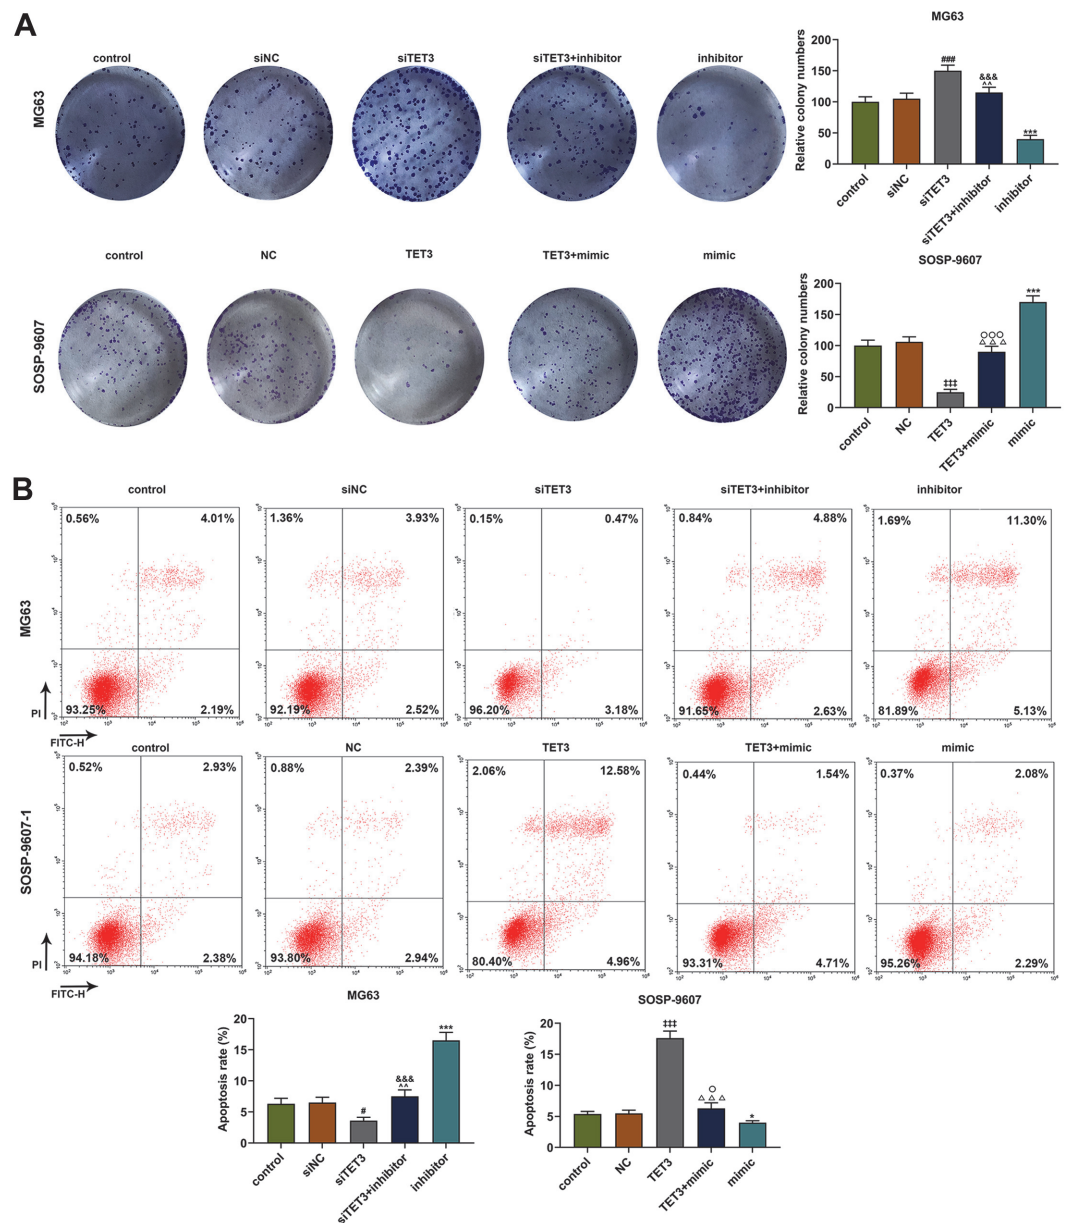 A
MG63
control
siNC
siTET3
siTET3+inhibitor
inhibitor
MG63
Relative colony numbers
200
150
100
50
0
###
&&&
^^
***
control
siNC
siTET3
siTET3+inhibitor
inhibitor
SOSP-9607
control
NC
TET3
TET3+mimic
mimic
SOSP-9607
Relative colony numbers
200
150
100
50
0
‡‡‡
○○○
△△△
***
control
NC
TET3
TET3+mimic
mimic
B
control
siNC
siTET3
siTET3+inhibitor
inhibitor
MG63
0.56% 4.01%
93.25% 2.19%
1.36% 3.93%
92.19% 2.52%
0.15% 0.47%
96.20% 3.18%
0.84% 4.88%
91.65% 2.63%
1.69% 11.30%
81.89% 5.13%
PI
FITC-H
control
NC
TET3
TET3+mimic
mimic
SOSP-9607-1
0.52% 2.93%
94.18% 2.38%
0.88% 2.39%
93.80% 2.94%
2.06% 12.58%
80.40% 4.96%
0.44% 1.54%
93.31% 4.71%
0.37% 2.08%
95.26% 2.29%
PI
FITC-H
MG63
Apoptosis rate (%)
20
15
10
5
0
#
&&&
^^
***
control
siNC
siTET3
siTET3+inhibitor
inhibitor
SOSP-9607
Apoptosis rate (%)
20
15
10
5
0
‡‡‡
○
△△△
*
control
NC
TET3
TET3+mimic
mimic